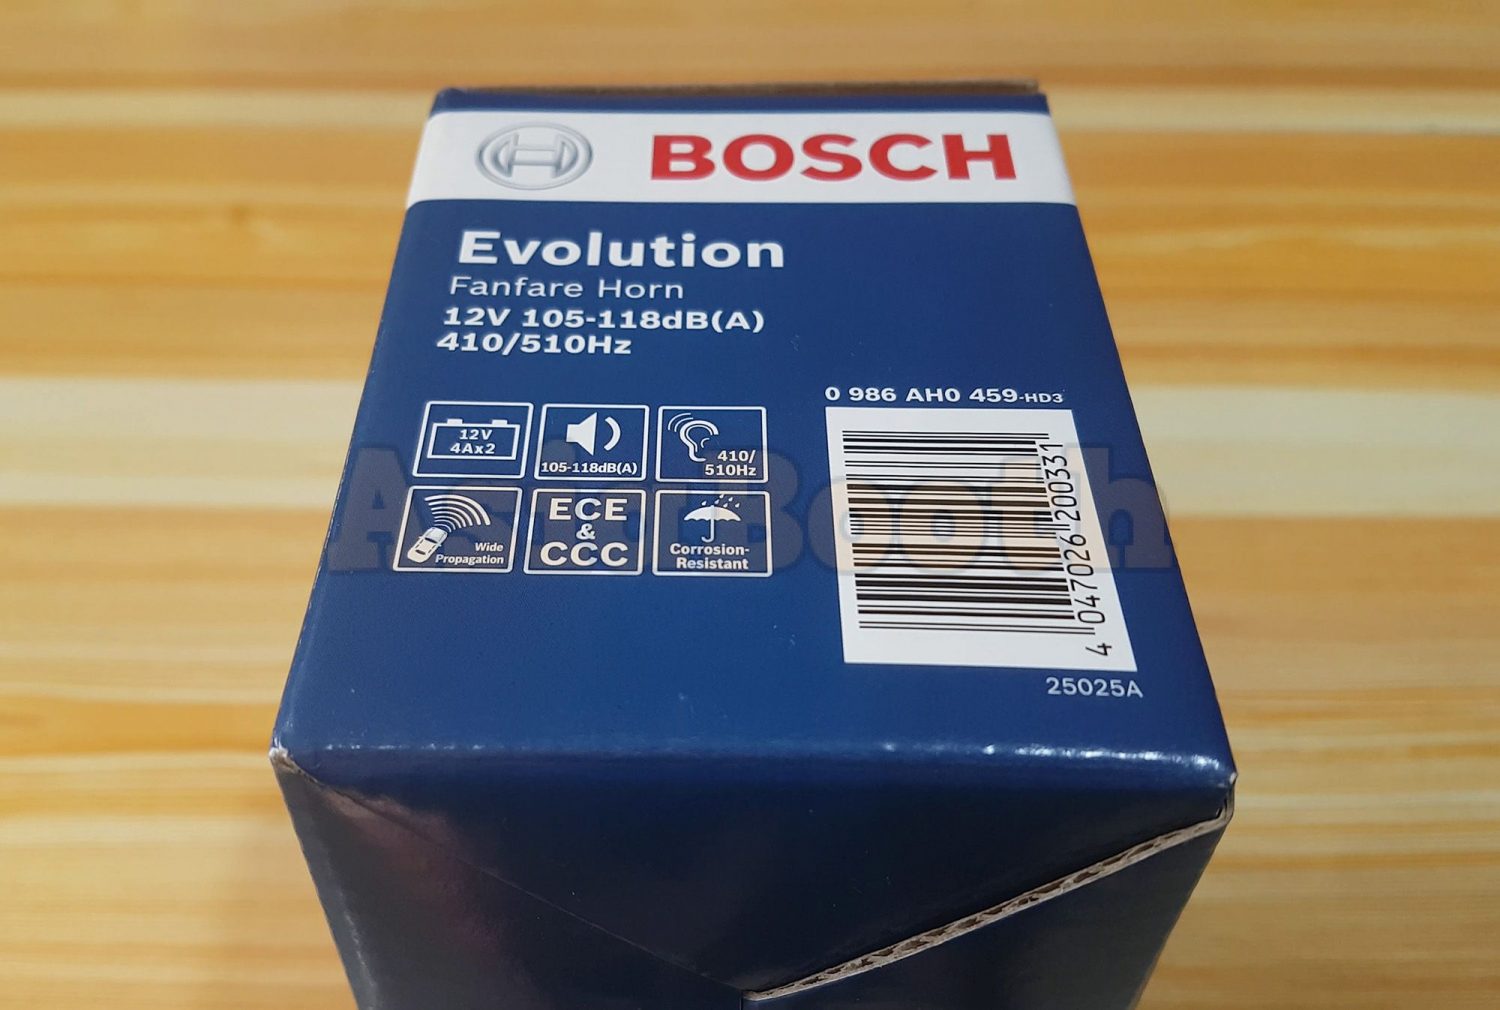 BOSCH
Evolution
Fanfare Horn
12V 105-118dB(A)
410/510Hz
0 986 AH0 459-HD3
12V
4Ax2
105-118dB(A)
410/
510Hz
Wide
Propagation
ECE
&
CCC
Corrosion-
Resistant
4 047026 200331
25025A
AsiaBooth